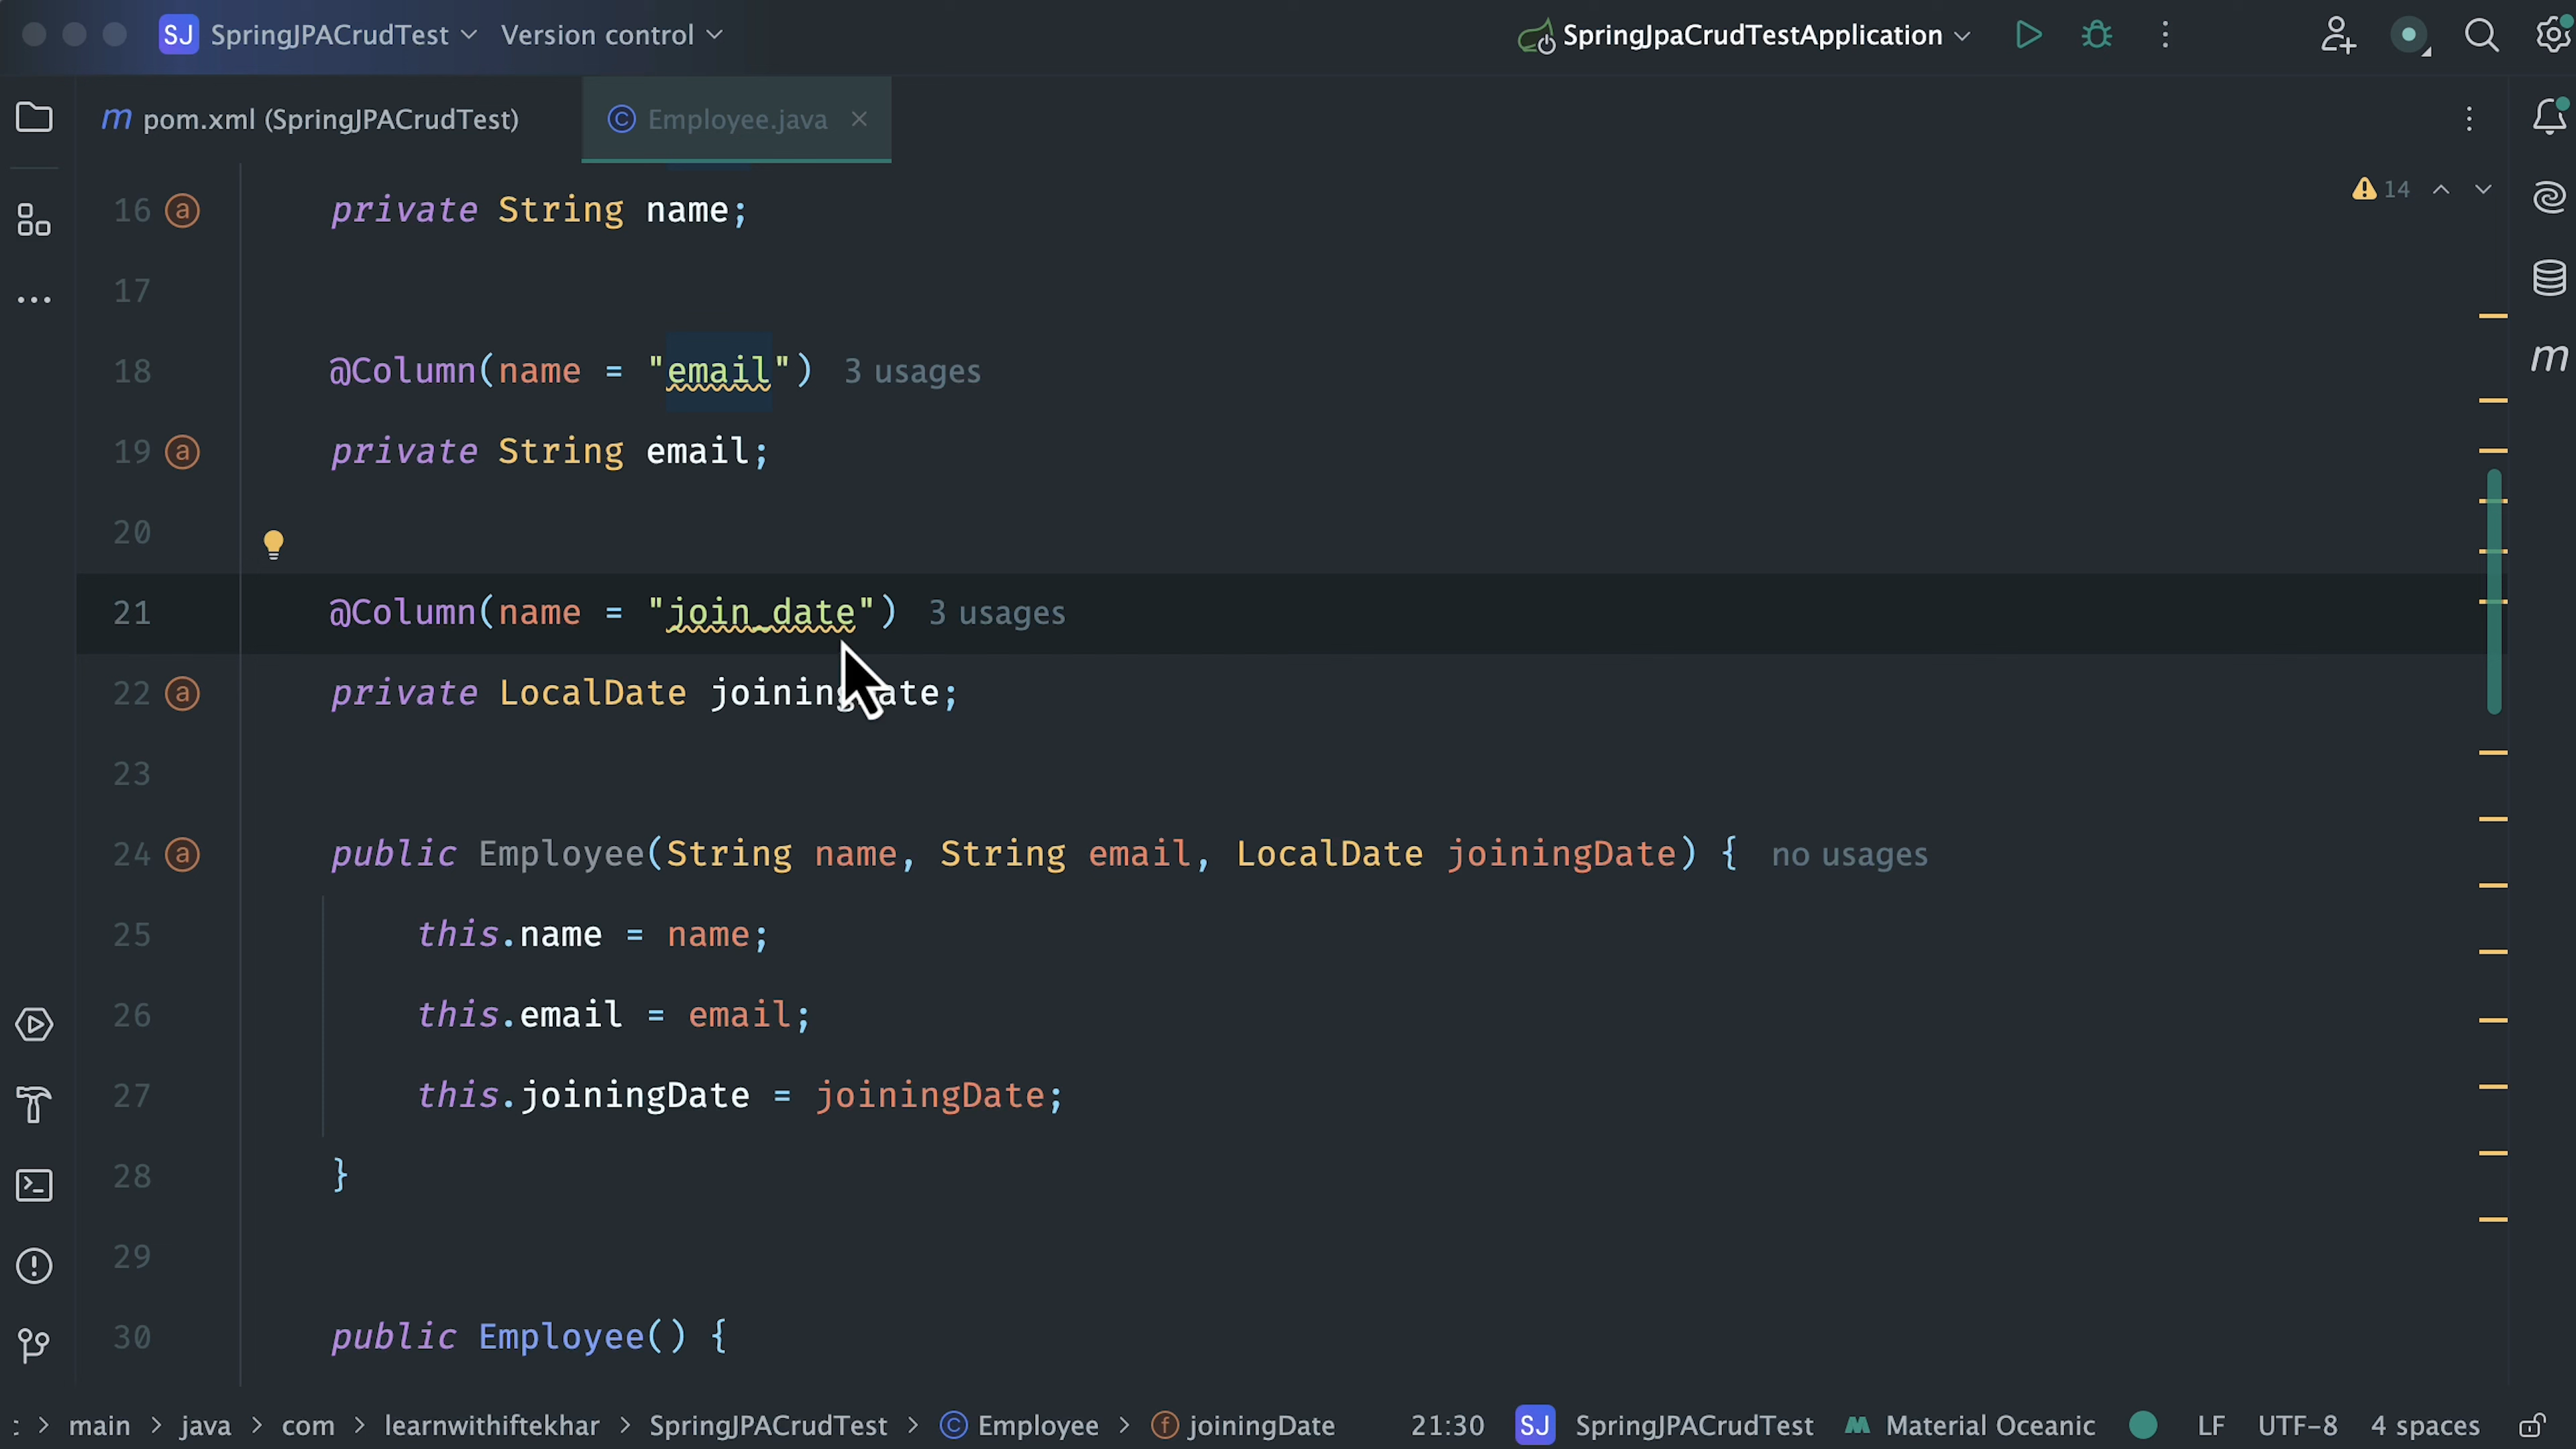 SJ SpringJPACrudTest Version control SpringJpaCrudTestApplication
m pom.xml (SpringJPACrudTest) © Employee.java
14
16 a private String name;
17
18 @Column(name = "email") 3 usages
19 a private String email;
20
21 @Column(name = "join_date") 3 usages
22 a private LocalDate
23
24 a public Employee(String name, String email, LocalDate joiningDate) { no usages
25 this.name = name;
26 this.email = email;
27 this.joiningDate = joiningDate;
28 }
29
30 public Employee() {
> main > java > com > learnwithiftekhar > SpringJPACrudTest > © Employee > f joiningDate 21:30 SJ SpringJPACrudTest M Material Oceanic LF UTF-8 4 spaces